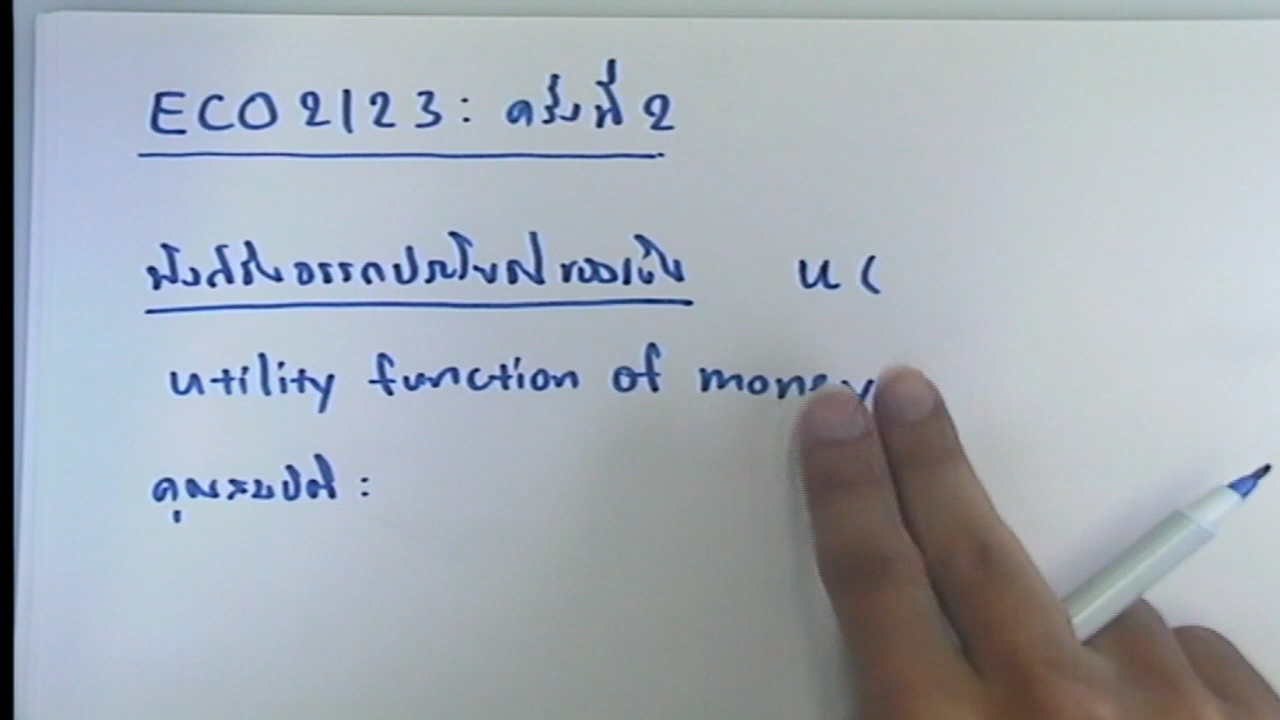 ECO 2123: ครั้งที่ 2
ฟังก์ชันอรรถประโยชน์ของเงิน u (
utility function of money
คุณสมบัติ: